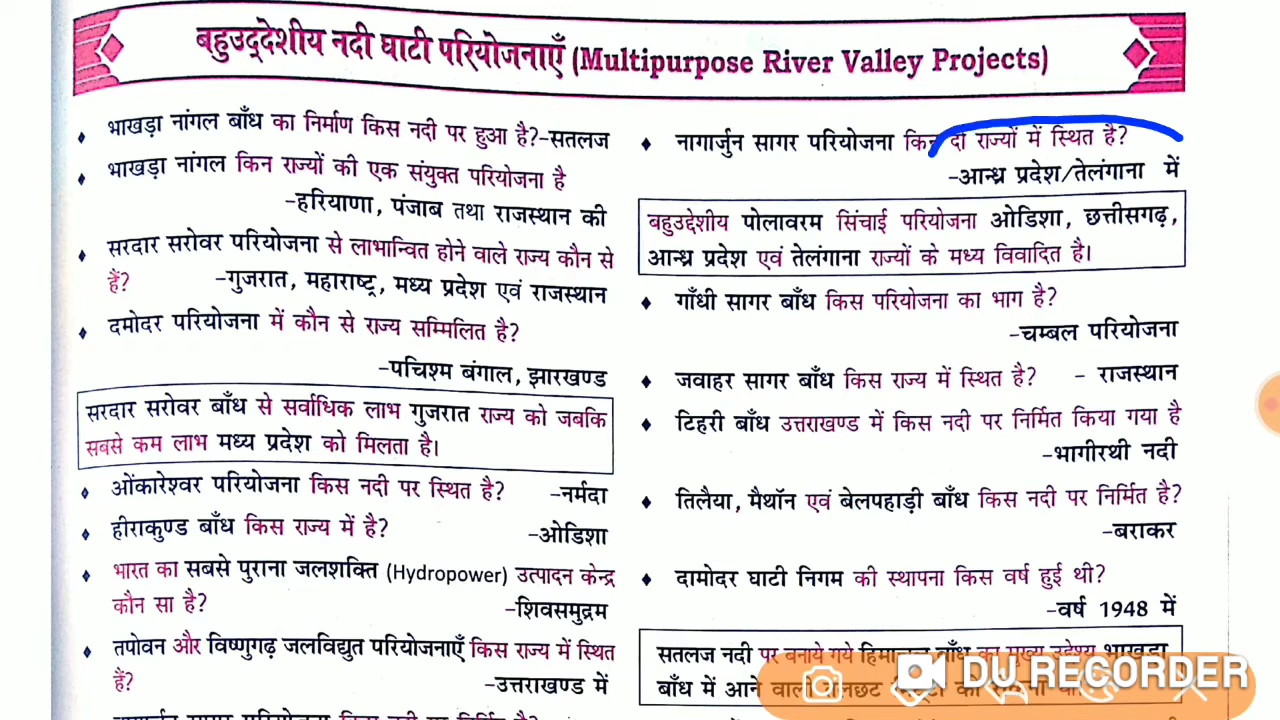 बहुउद्देशीय नदी घाटी परियोजनाएँ (Multipurpose River Valley Projects)
भाखड़ा नांगल बाँध का निर्माण किस नदी पर हुआ है?-सतलज
भाखड़ा नांगल किन राज्यों की एक संयुक्त परियोजना है
-हरियाणा, पंजाब तथा राजस्थान की
सरदार सरोवर परियोजना से लाभान्वित होने वाले राज्य कौन से
हैं? -गुजरात, महाराष्ट्र, मध्य प्रदेश एवं राजस्थान
दमोदर परियोजना में कौन से राज्य सम्मिलित है?
-पचिश्म बंगाल, झारखण्ड
सरदार सरोवर बाँध से सर्वाधिक लाभ गुजरात राज्य को जबकि
सबसे कम लाभ मध्य प्रदेश को मिलता है।
ओंकारेश्वर परियोजना किस नदी पर स्थित है? -नर्मदा
हीराकुण्ड बाँध किस राज्य में है? -ओडिशा
भारत का सबसे पुराना जलशक्ति (Hydropower) उत्पादन केन्द्र
कौन सा है? -शिवसमुद्रम
तपोवन और विष्णुगढ़ जलविद्युत परियोजनाएँ किस राज्य में स्थित
हैं? -उत्तराखण्ड में
नागार्जुन सागर परियोजना किन दो राज्यों में स्थित है?
-आन्ध्र प्रदेश/तेलंगाना में
बहुउद्देशीय पोलावरम सिंचाई परियोजना ओडिशा, छत्तीसगढ़,
आन्ध्र प्रदेश एवं तेलंगाना राज्यों के मध्य विवादित है।
गाँधी सागर बाँध किस परियोजना का भाग है?
-चम्बल परियोजना
जवाहर सागर बाँध किस राज्य में स्थित है? - राजस्थान
टिहरी बाँध उत्तराखण्ड में किस नदी पर निर्मित किया गया है
-भागीरथी नदी
तिलैया, मैथॉन एवं बेलपहाड़ी बाँध किस नदी पर निर्मित है?
-बराकर
दामोदर घाटी निगम की स्थापना किस वर्ष हुई थी?
-वर्ष 1948 में
सतलज नदी पर बनाये गये बाँध का मुख्य उद्देश्य भाखड़ा
बाँध में आने वाली
DU RECORDER